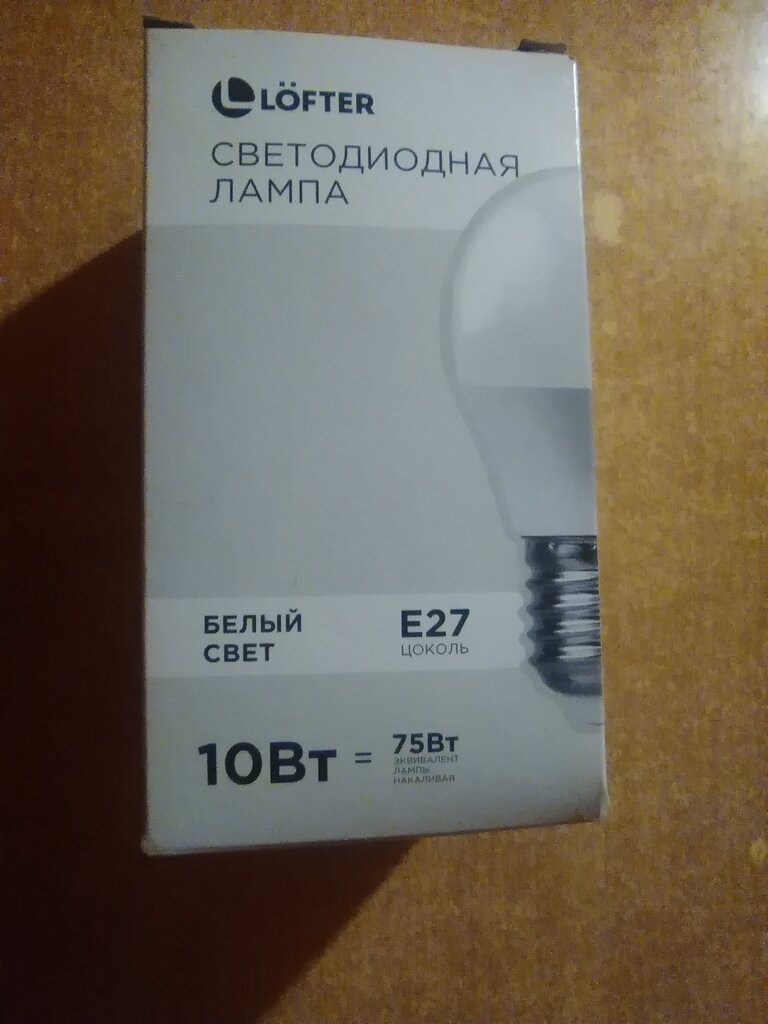 LÖFTER
СВЕТОДИОДНАЯ
ЛАМПА
БЕЛЫЙ
СВЕТ
E27
ЦОКОЛЬ
10Вт = 75Вт
ЭКВИВАЛЕНТ
ЛАМПЫ
НАКАЛИВАЯ